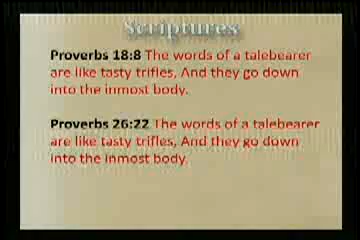 Scriptures
Proverbs 18:8 The words of a talebearer
are like tasty trifles, And they go down
into the inmost body.
Proverbs 26:22 The words of a talebearer
are like tasty trifles, And they go down
into the inmost body.